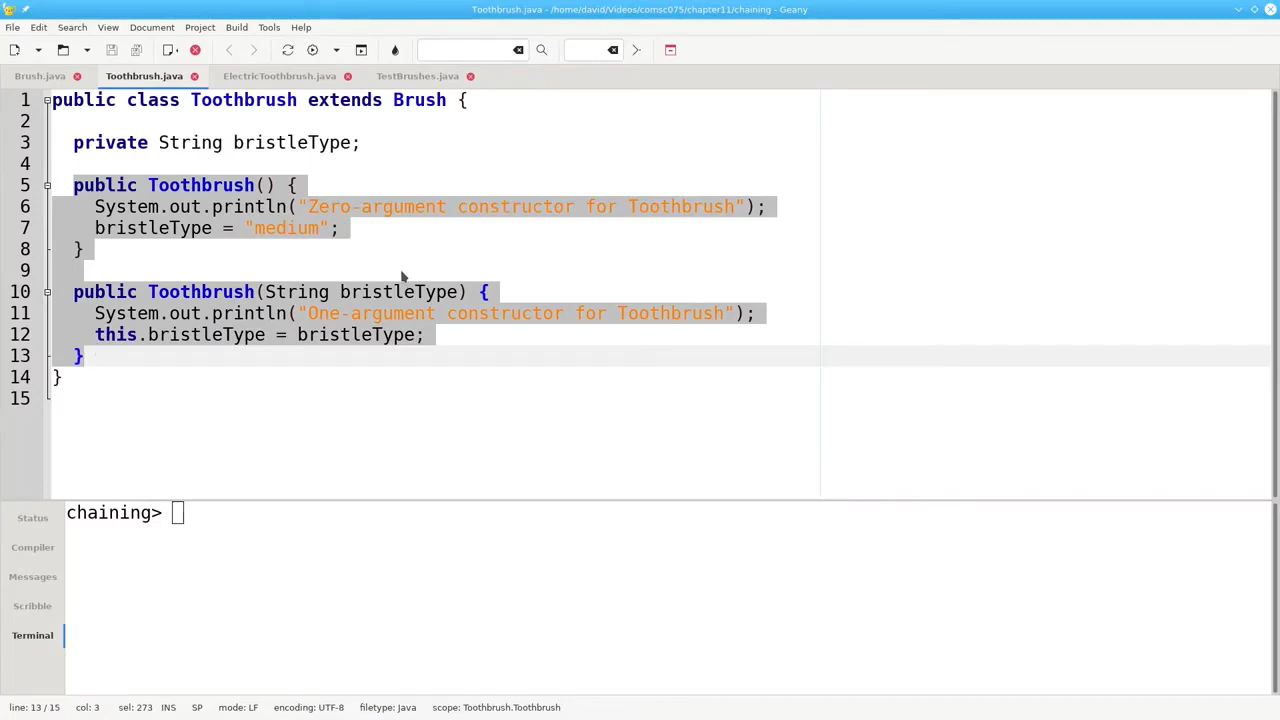 Toothbrush.java - /home/david/Videos/comsc075/chapter11/chaining - Geany
File Edit Search View Document Project Build Tools Help
Brush.java Toothbrush.java ElectricToothbrush.java TestBrushes.java
1 public class Toothbrush extends Brush {
2
3 private String bristleType;
4
5 public Toothbrush() {
6 System.out.println("Zero-argument constructor for Toothbrush");
7 bristleType = "medium";
8 }
9
10 public Toothbrush(String bristleType) {
11 System.out.println("One-argument constructor for Toothbrush");
12 this.bristleType = bristleType;
13 }
14 }
15
chaining>
Status
Compiler
Messages
Scribble
Terminal
line: 13 / 15 col: 3 sel: 273 INS SP mode: LF encoding: UTF-8 filetype: Java scope: Toothbrush.Toothbrush